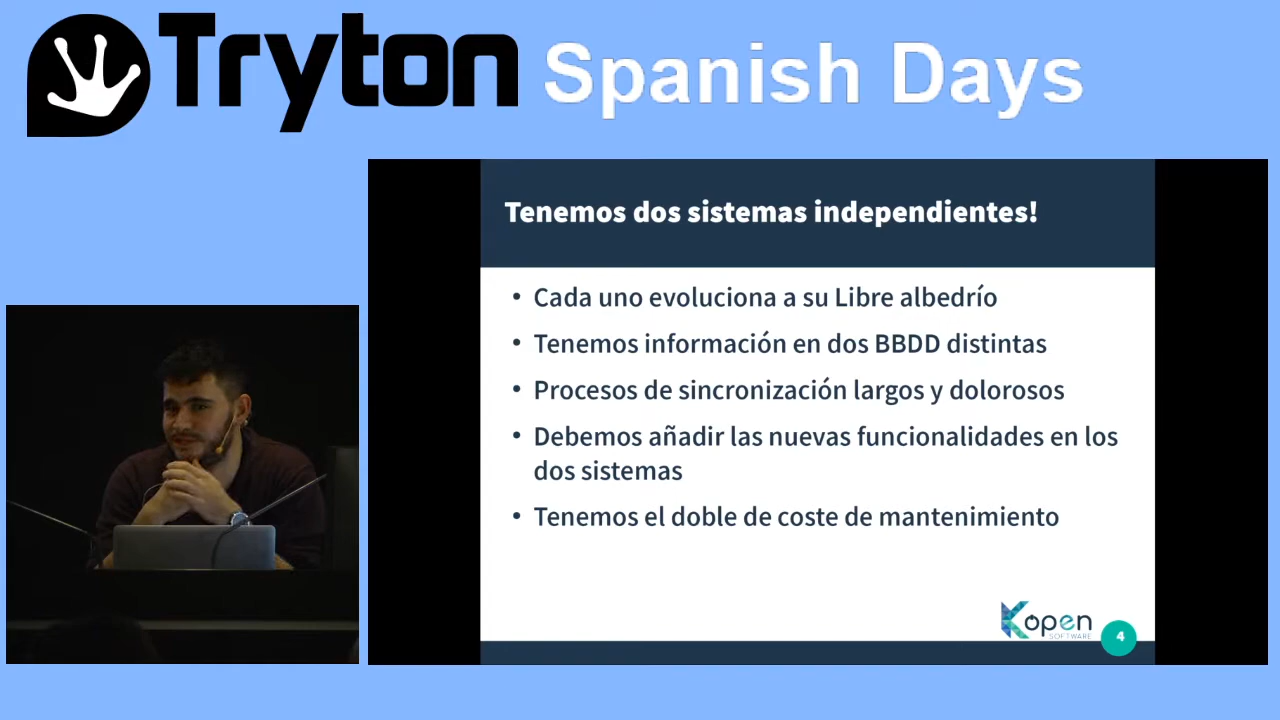 Tryton Spanish Days
Tenemos dos sistemas independientes!
• Cada uno evoluciona a su Libre albedrío
• Tenemos información en dos BBDD distintas
• Procesos de sincronización largos y dolorosos
• Debemos añadir las nuevas funcionalidades en los
dos sistemas
• Tenemos el doble de coste de mantenimiento
Kopen
SOFTWARE
4